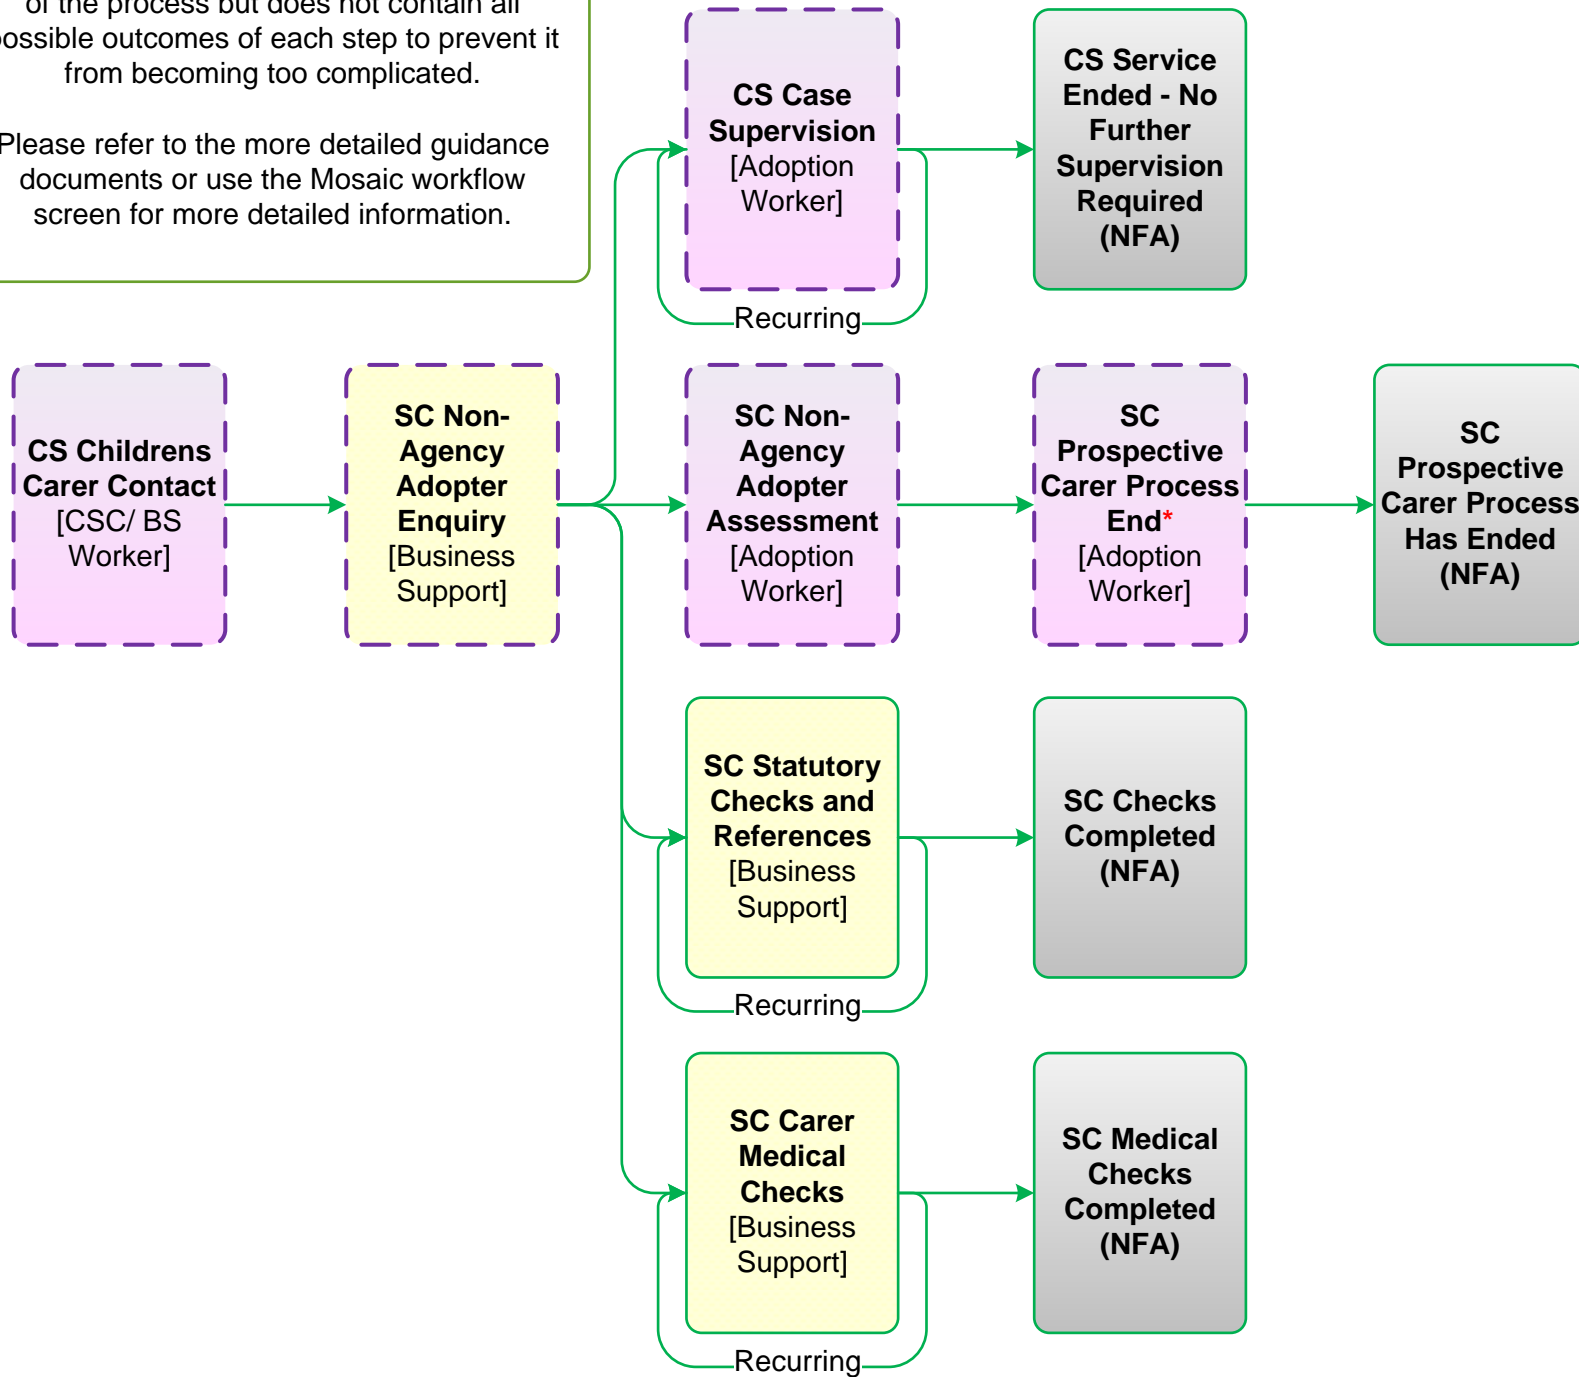 of the process but does not contain all
possible outcomes of each step to prevent it
from becoming too complicated.
Please refer to the more detailed guidance
documents or use the Mosaic workflow
screen for more detailed information.
CS Case
Supervision
[Adoption
Worker]
Recurring
CS Service
Ended - No
Further
Supervision
Required
(NFA)
CS Childrens
Carer Contact
[CSC/ BS
Worker]
SC Non-
Agency
Adopter
Enquiry
[Business
Support]
SC Non-
Agency
Adopter
Assessment
[Adoption
Worker]
SC
Prospective
Carer Process
End*
[Adoption
Worker]
SC
Prospective
Carer Process
Has Ended
(NFA)
SC Statutory
Checks and
References
[Business
Support]
Recurring
SC Checks
Completed
(NFA)
SC Carer
Medical
Checks
[Business
Support]
Recurring
SC Medical
Checks
Completed
(NFA)